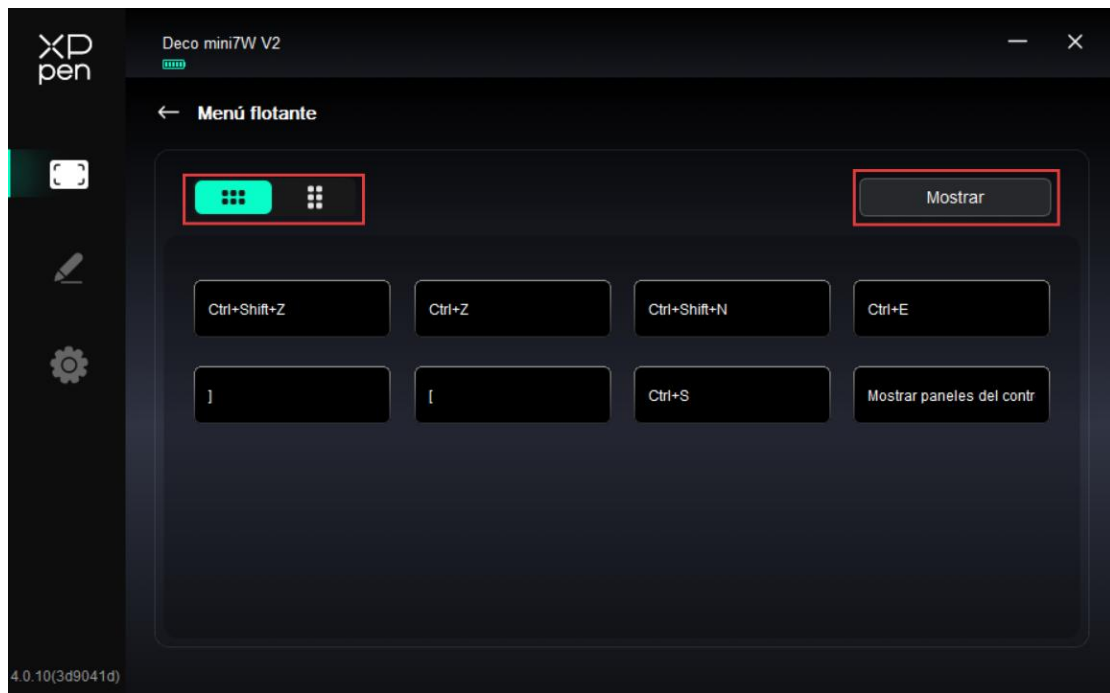 XP
pen
Deco mini7W V2
← Menú flotante
Mostrar
Ctrl+Shift+Z
Ctrl+Z
Ctrl+Shift+N
Ctrl+E
]
[
Ctrl+S
Mostrar paneles del contr
4.0.10(3d9041d)